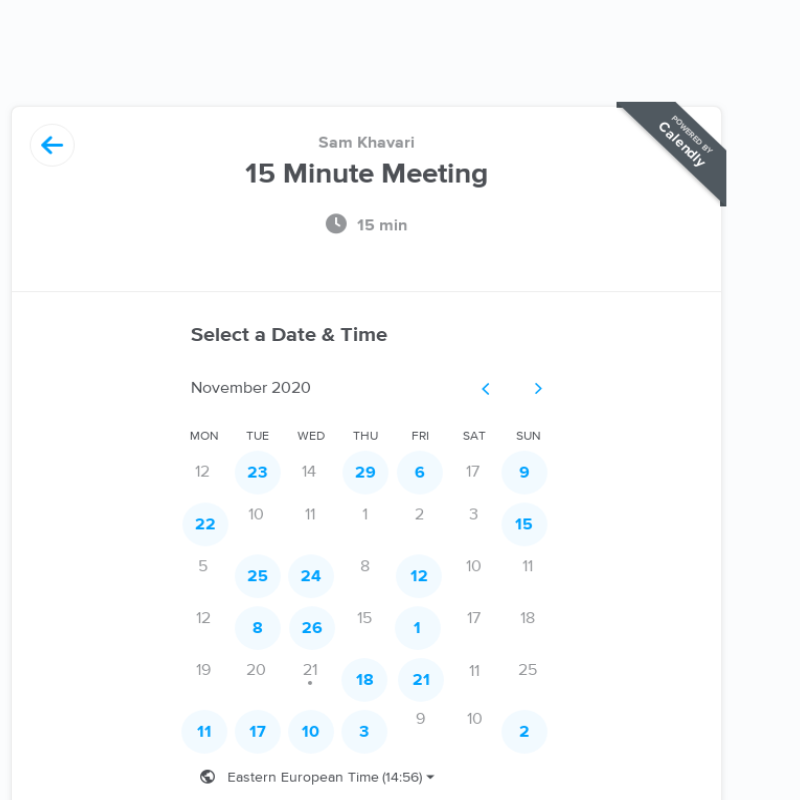 POWERED BY
Calendly
Sam Khavari
15 Minute Meeting
15 min
Select a Date & Time
November 2020
MON TUE WED THU FRI SAT SUN
12 23 14 29 6 17 9
22 10 11 1 2 3 15
5 25 24 8 12 10 11
12 8 26 15 1 17 18
19 20 21 18 21 11 25
11 17 10 3 9 10 2
Eastern European Time (14:56)